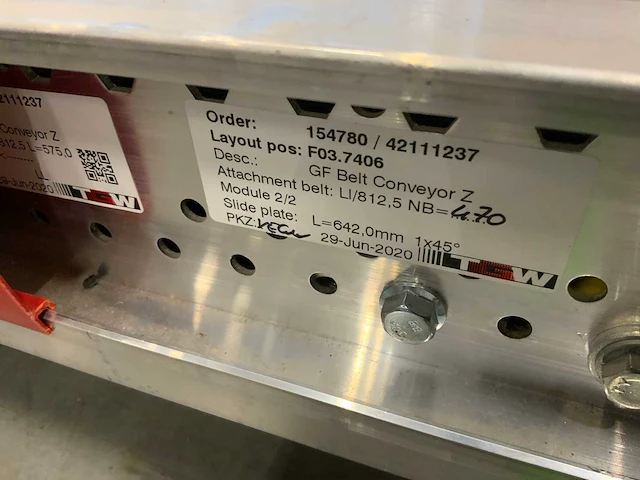 2111237
Conveyor Z
812,5 L=575,0
29-Jun-2020
TGW
Order: 154780 / 42111237
Layout pos: F03.7406
Desc.: GF Belt Conveyor Z
Attachment belt: LI/812,5 NB=470
Module 2/2
Slide plate: L=642,0mm 1X45°
PKZ: 29-Jun-2020
TGW